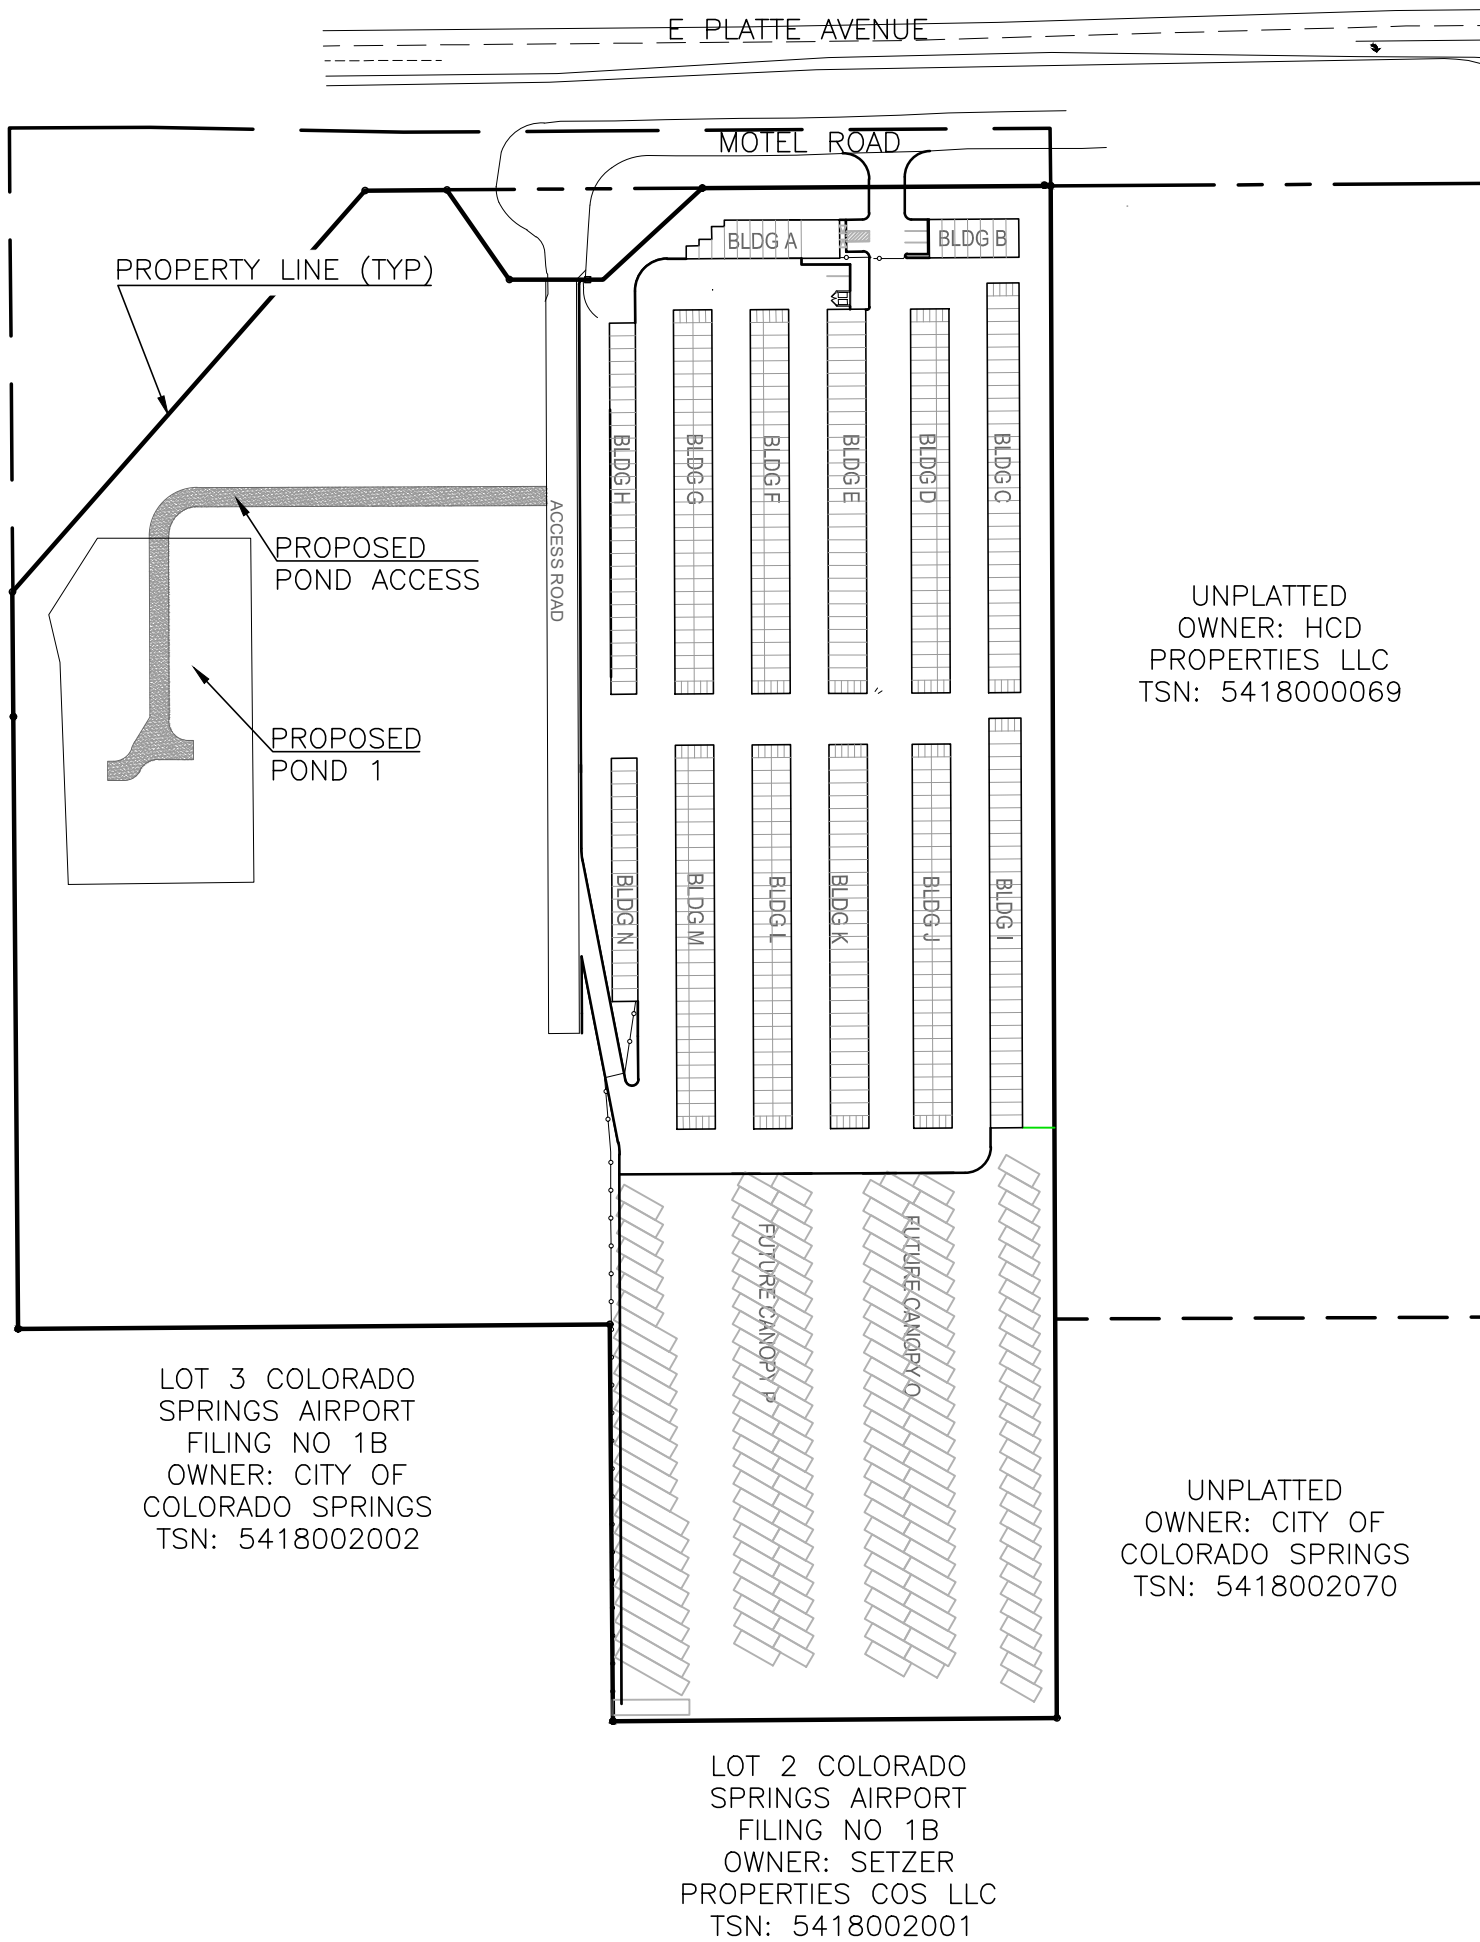 E PLATTE AVENUE
MOTEL ROAD
BLDG A
BLDG B
PROPERTY LINE (TYP)
BLDG H
BLDG G
BLDG F
BLDG E
BLDG D
BLDG C
ACCESS ROAD
PROPOSED
POND ACCESS
UNPLATTED
OWNER: HCD
PROPERTIES LLC
TSN: 5418000069
PROPOSED
POND 1
BLDG N
BLDG M
BLDG L
BLDG K
BLDG J
BLDG I
FUTURE CANOPY P
FUTURE CANOPY O
LOT 3 COLORADO
SPRINGS AIRPORT
FILING NO 1B
OWNER: CITY OF
COLORADO SPRINGS
TSN: 5418002002
UNPLATTED
OWNER: CITY OF
COLORADO SPRINGS
TSN: 5418002070
LOT 2 COLORADO
SPRINGS AIRPORT
FILING NO 1B
OWNER: SETZER
PROPERTIES COS LLC
TSN: 5418002001